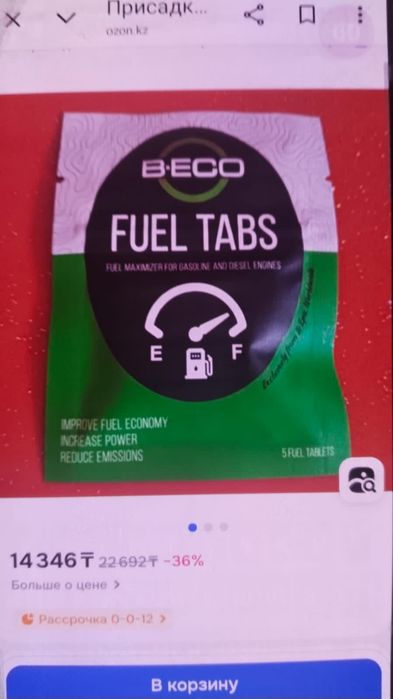 Присадк...
ozon.kz
B-ECO
FUEL TABS
FUEL MAXIMIZER FOR GASOLINE AND DIESEL ENGINES
E F
IMPROVE FUEL ECONOMY
INCREASE POWER
REDUCE EMISSIONS
5 FUEL TABLETS
14 346 ₸ 22 692 ₸ -36%
Больше о цене >
Рассрочка 0-0-12 >
В корзину